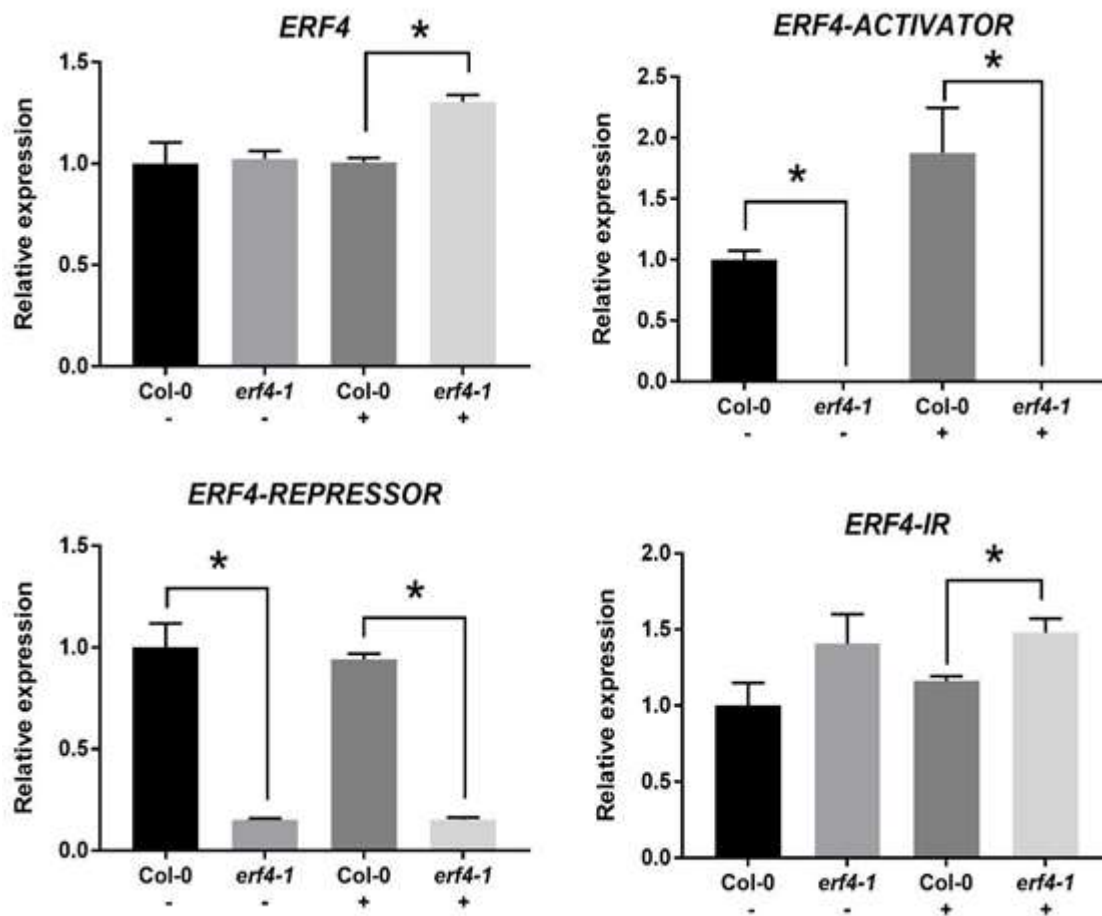 ERF4
*
Relative expression
1.5
1.0
0.5
0.0
Col-0 erf4-1 Col-0 erf4-1
- - + +
ERF4-ACTIVATOR
*
*
Relative expression
2.5
2.0
1.5
1.0
0.5
0.0
Col-0 erf4-1 Col-0 erf4-1
- - + +
ERF4-REPRESSOR
*
*
Relative expression
1.5
1.0
0.5
0.0
Col-0 erf4-1 Col-0 erf4-1
- - + +
ERF4-IR
*
Relative expression
2.0
1.5
1.0
0.5
0.0
Col-0 erf4-1 Col-0 erf4-1
- - + +